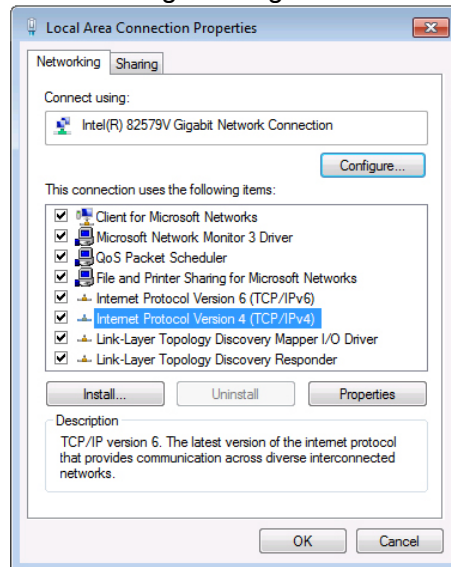 Local Area Connection Properties
Networking
Sharing
Connect using:
Intel(R) 82579V Gigabit Network Connection
Configure...
This connection uses the following items:
Client for Microsoft Networks
Microsoft Network Monitor 3 Driver
QoS Packet Scheduler
File and Printer Sharing for Microsoft Networks
Internet Protocol Version 6 (TCP/IPv6)
Internet Protocol Version 4 (TCP/IPv4)
Link-Layer Topology Discovery Mapper I/O Driver
Link-Layer Topology Discovery Responder
Install...
Uninstall
Properties
Description
TCP/IP version 6. The latest version of the internet protocol
that provides communication across diverse interconnected
networks.
OK
Cancel